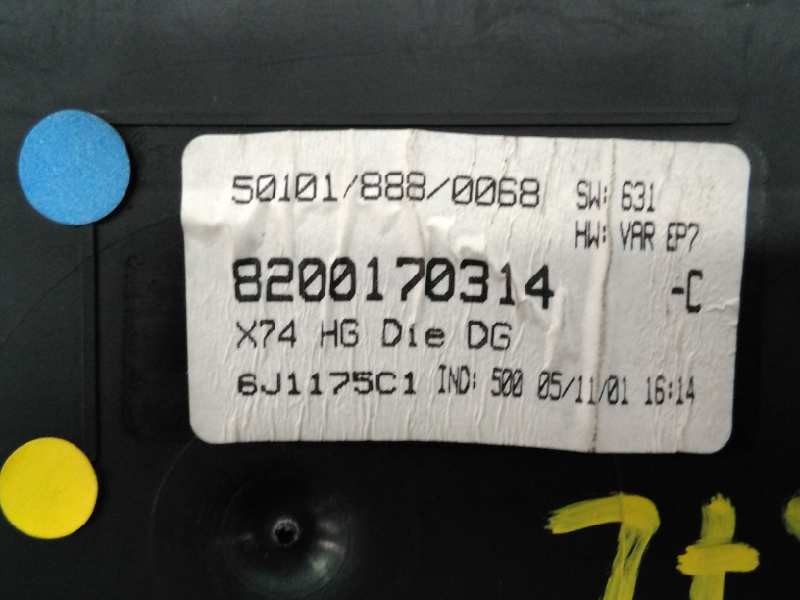 50101/888/0068 SW: 631
HW: VAR EP7
8200170314 -C
X74 HG Die DG
6J1175C1 IND: 500 05/11/01 16:14